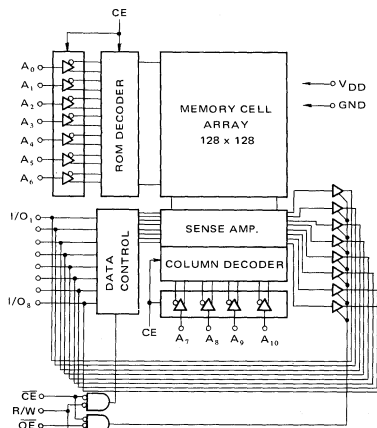 CE
A0
A1
A2
A3
A4
A5
A6
ROM DECODER
MEMORY CELL
ARRAY
128 x 128
VDD
GND
I/O1
I/O8
DATA
CONTROL
SENSE AMP.
COLUMN DECODER
CE
A7
A8
A9
A10
CE
R/W
OE